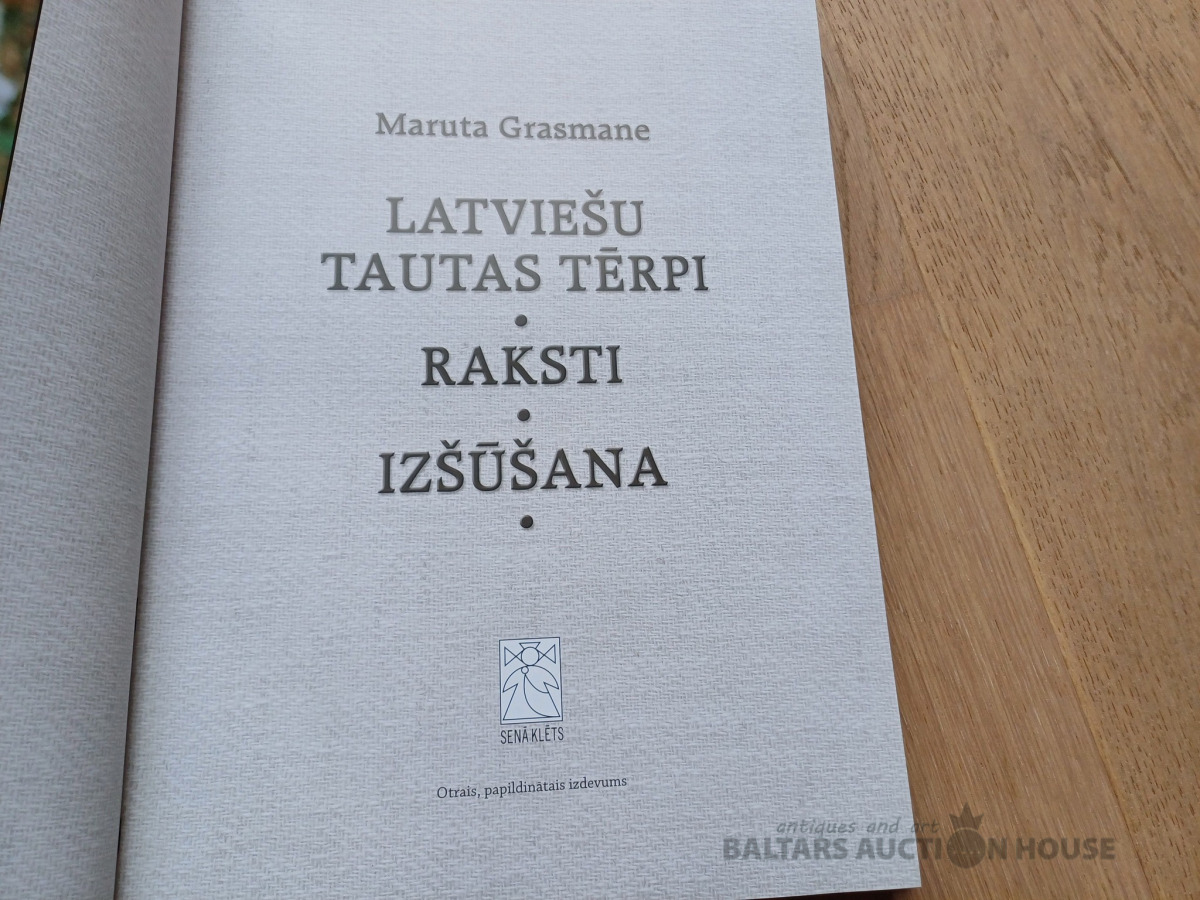 Maruta Grasmane
LATVIEŠU
TAUTAS TĒRPI
•
RAKSTI
•
IZŠŪŠANA
•
SENĀ KLĒTS
Otrais, papildinātais izdevums
antiques and art
BALTARS AUCTION HOUSE